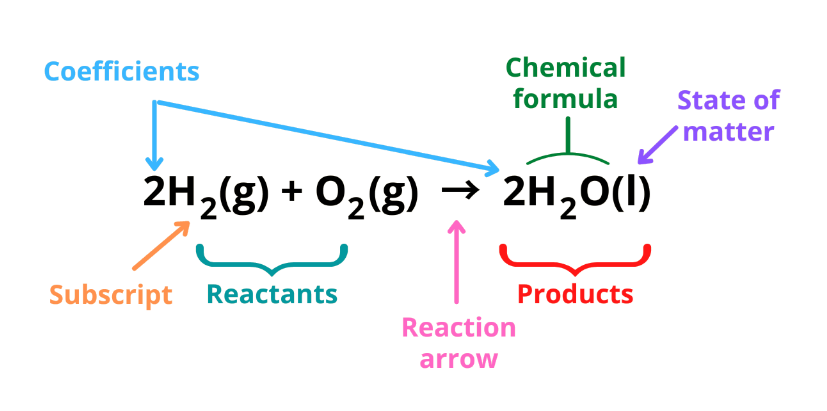 Coefficients
Chemical
formula
State of
matter
2H₂(g) + O₂(g) → 2H₂O(l)
Subscript
Reactants
Products
Reaction
arrow